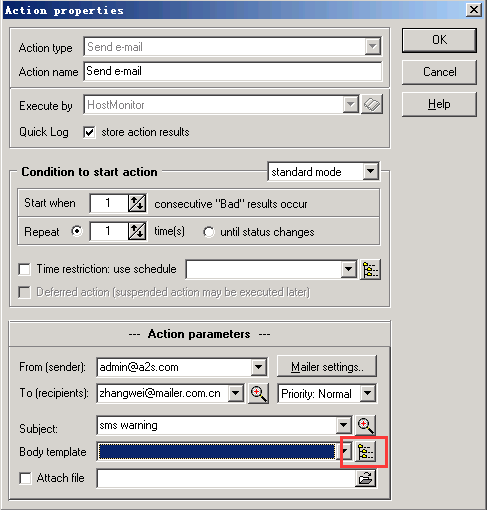 Action properties
Action type Send e-mail OK
Action name Send e-mail
Cancel
Execute by HostMonitor Help
Quick Log store action results
Condition to start action standard mode
Start when 1 consecutive "Bad" results occur
Repeat 1 time(s) until status changes
Time restriction: use schedule
Deferred action (suspended action may be executed later)
--- Action parameters ---
From (sender): admin@a2s.com Mailer settings..
To (recipients): zhangwei@mailer.com.cn Priority: Normal
Subject: sms warning
Body template
Attach file